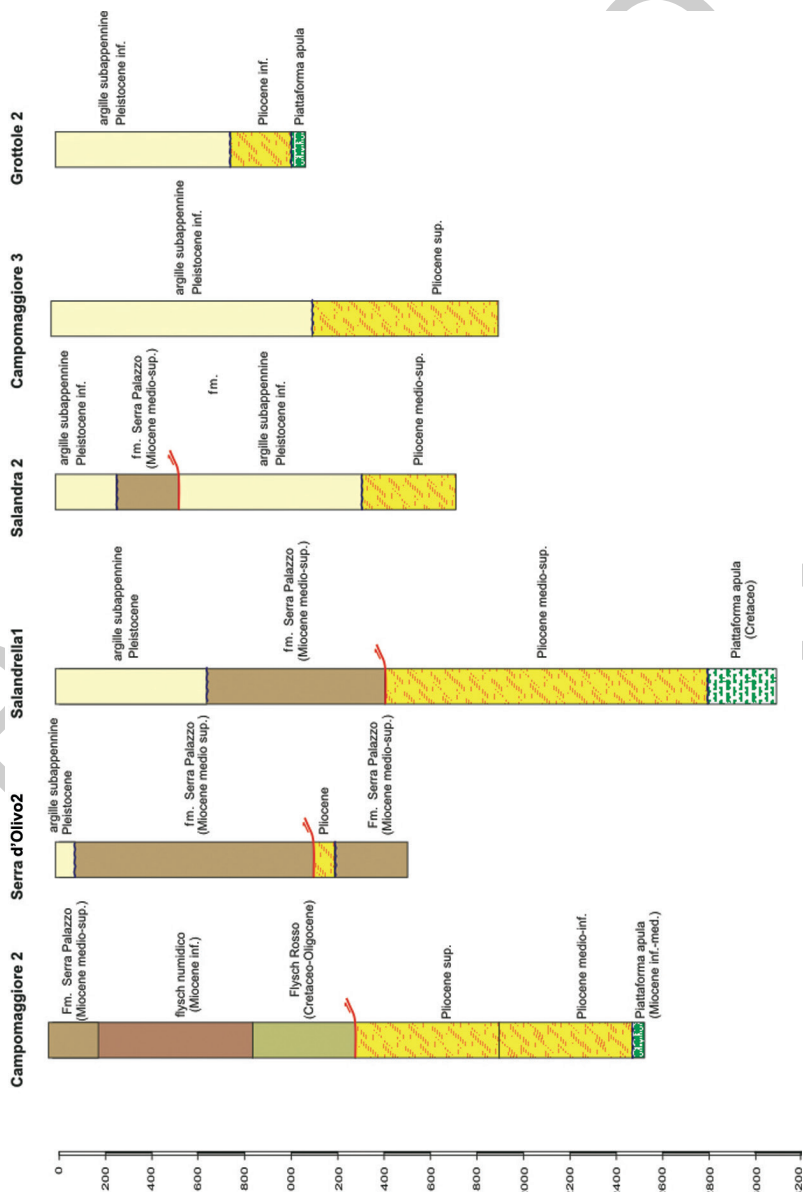 Campomaggiore 2
Fm. Serra Palazzo
(Miocene medio-sup.)
flysch numidico
(Miocene inf.)
Flysch Rosso
(Cretaceo-Oligocene)
Pliocene sup.
Pliocene medio-inf.
Piattaforma apula
(Miocene inf.-med.)
Serra d'Olivo2
argille subappennine
Pleistocene
fm. Serra Palazzo
(Miocene medio sup.)
Pliocene
Fm. Serra Palazzo
(Miocene medio-sup.)
Salandrella1
argille subappennine
Pleistocene
fm. Serra Palazzo
(Miocene medio-sup.)
Pliocene medio-sup.
Piattaforma apula
(Cretaceo)
Salandra 2
argille subappennine
Pleistocene inf.
fm. Serra Palazzo
(Miocene medio-sup.)
fm.
argille subappennine
Pleistocene inf.
Pliocene medio-sup.
Campomaggiore 3
argille subappennine
Pleistocene inf.
Pliocene sup.
Grottole 2
argille subappennine
Pleistocene inf.
Pliocene inf.
Piattaforma apula
0
200
400
600
800
000
200
400
600
800
000
200
400
600
800
000
200